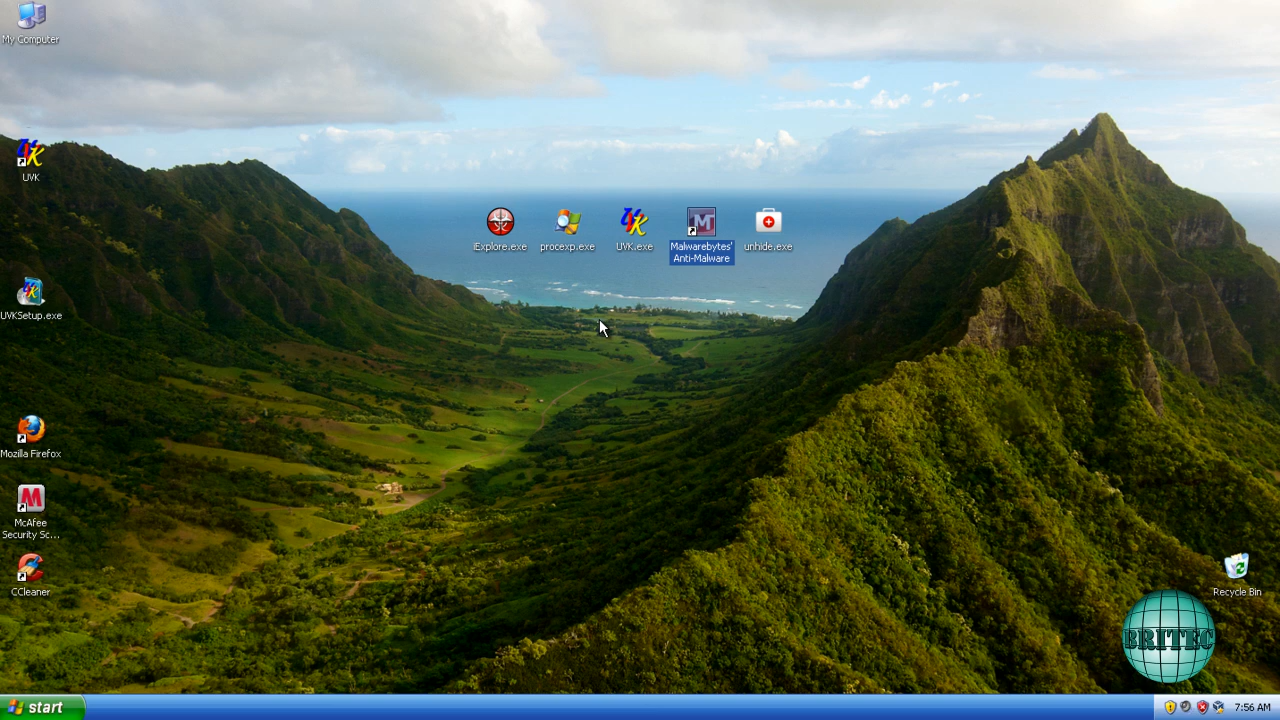 My Computer
UVK
iExplore.exe
procexp.exe
UVK.exe
Malwarebytes'
Anti-Malware
unhide.exe
UVKSetup.exe
Mozilla Firefox
McAfee
Security Sc...
CCleaner
Recycle Bin
BRITEC
start
7:56 AM